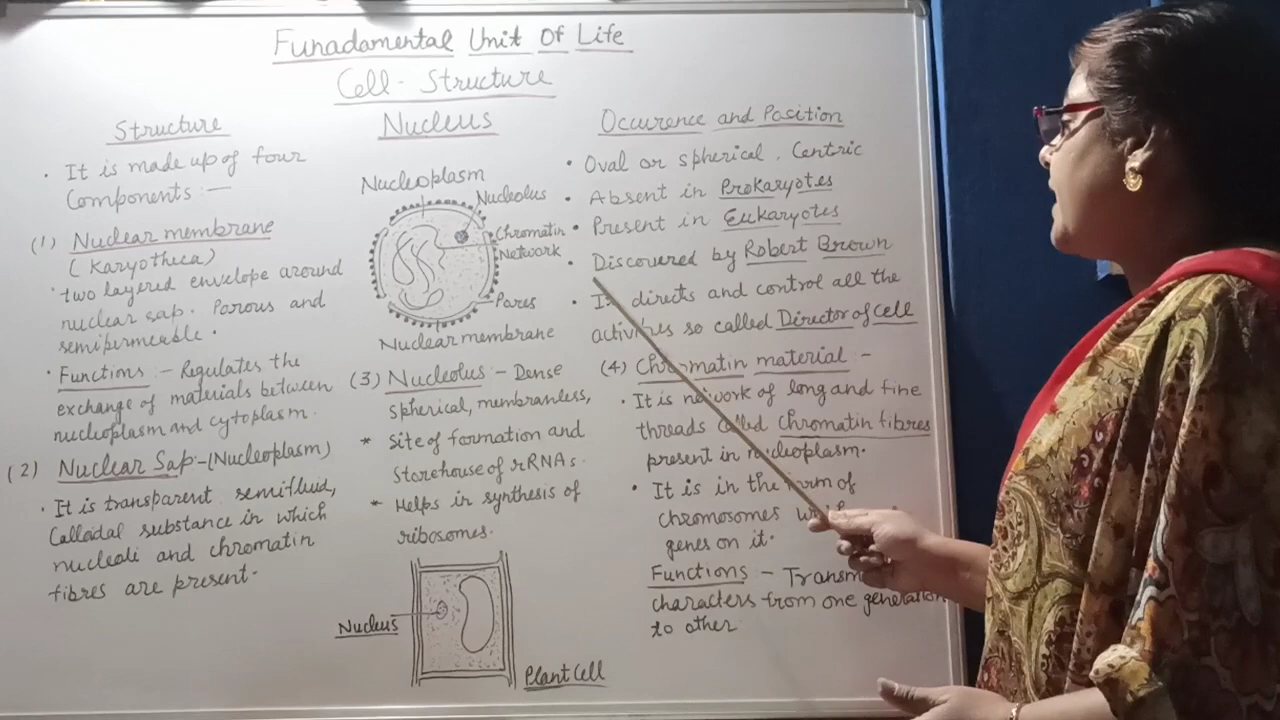 Funadamental Unit Of Life
Cell - Structure
Structure
• It is made up of four
Components :—
(1) Nuclear membrane
(Karyotheca)
• two layered envelope around
nuclear sap. Porous and
semipermeable.
• Functions :- Regulates the
exchange of materials between
nucleoplasm and cytoplasm.
(2) Nuclear Sap-(Nucleoplasm)
• It is transparent semifluid,
Colloidal substance in which
nucleoli and chromatin
fibres are present.
Nucleus
Nucleoplasm
Nucleolus
Chromatin
Network
Pores
Nuclear membrane
(3) Nucleolus - Dense
spherical, membranless,
* Site of formation and
Storehouse of rRNAs.
* Helps in synthesis of
ribosomes.
Nucleus
Plant Cell
Occurence and Position
• Oval or spherical, Centric
• Absent in Prokaryotes
• Present in Eukaryotes
• Discovered by Robert Brown
• It directs and control all the
activities so called Director of cell
(4) Chromatin material :-
• It is network of long and fine
threads called chromatin fibres
present in nucleoplasm.
• It is in the form of
chromosomes
genes on it.
Functions -
characters from one generation
to other